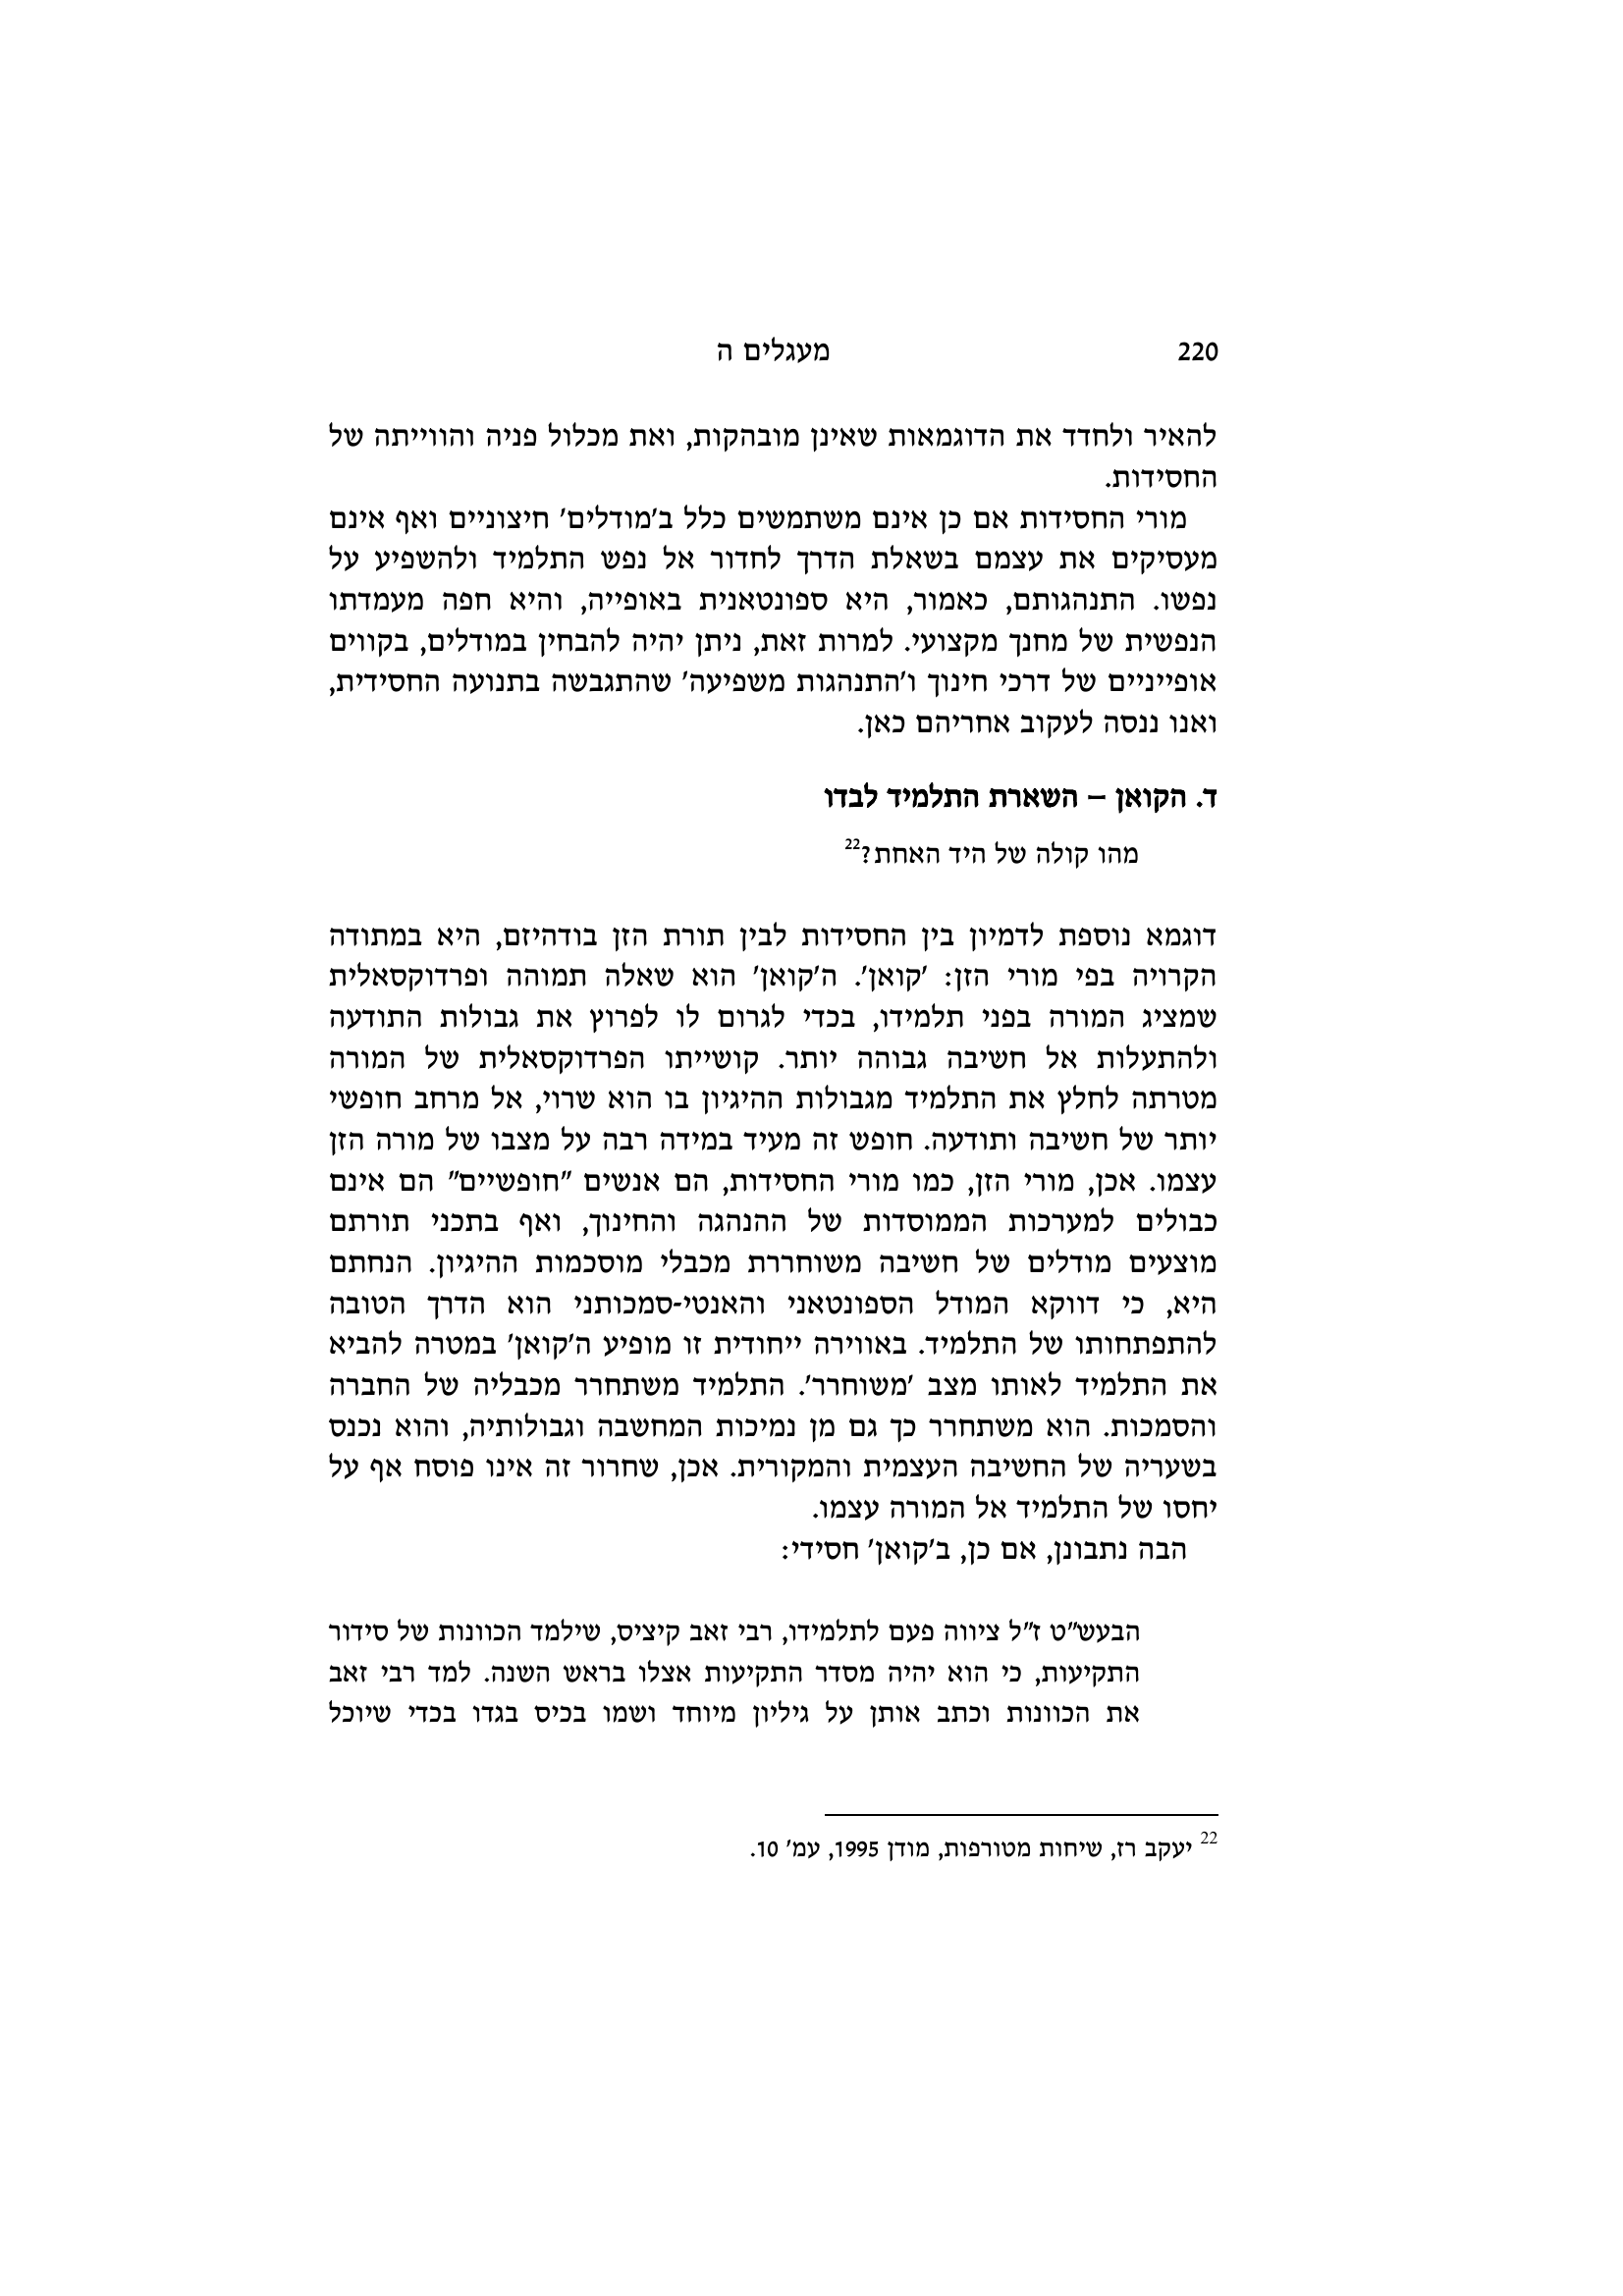 220 מעגלים ה
להאיר ולחדד את הדוגמאות שאינן מובהקות, ואת מכלול פניה והווייתה של
החסידות.
מורי החסידות אם כן אינם משתמשים כלל ב'מודלים' חיצוניים ואף אינם
מעסיקים את עצמם בשאלת הדרך לחדור אל נפש התלמיד ולהשפיע על
נפשו. התנהגותם, כאמור, היא ספונטאנית באופייה, והיא חפה מעמדתו
הנפשית של מחנך מקצועי. למרות זאת, ניתן יהיה להבחין במודלים, בקווים
אופייניים של דרכי חינוך ו'התנהגות משפיעה' שהתגבשה בתנועה החסידית,
ואנו ננסה לעקוב אחריהם כאן.
ד. הקואן – השארת התלמיד לבדו
מהו קולה של היד האחת?22
דוגמא נוספת לדמיון בין החסידות לבין תורת הזן בודהיזם, היא במתודה
הקרויה בפי מורי הזן: 'קואן'. ה'קואן' הוא שאלה תמוהה ופרדוקסאלית
שמציג המורה בפני תלמידו, בכדי לגרום לו לפרוץ את גבולות התודעה
ולהתעלות אל חשיבה גבוהה יותר. קושייתו הפרדוקסאלית של המורה
מטרתה לחלץ את התלמיד מגבולות ההיגיון בו הוא שרוי, אל מרחב חופשי
יותר של חשיבה ותודעה. חופש זה מעיד במידה רבה על מצבו של מורה הזן
עצמו. אכן, מורי הזן, כמו מורי החסידות, הם אנשים "חופשיים" הם אינם
כבולים למערכות הממוסדות של ההנהגה והחינוך, ואף בתכני תורתם
מוצעים מודלים של חשיבה משוחררת מכבלי מוסכמות ההיגיון. הנחתם
היא, כי דווקא המודל הספונטאני והאנטי-סמכותני הוא הדרך הטובה
להתפתחותו של התלמיד. באווירה ייחודית זו מופיע ה'קואן' במטרה להביא
את התלמיד לאותו מצב 'משוחרר'. התלמיד משתחרר מכבליה של החברה
והסמכות. הוא משתחרר כך גם מן נמיכות המחשבה וגבולותיה, והוא נכנס
בשעריה של החשיבה העצמית והמקורית. אכן, שחרור זה אינו פוסח אף על
יחסו של התלמיד אל המורה עצמו.
הבה נתבונן, אם כן, ב'קואן' חסידי:
הבעש"ט ז"ל ציווה פעם לתלמידו, רבי זאב קיציס, שילמד הכוונות של סידור
התקיעות, כי הוא יהיה מסדר התקיעות אצלו בראש השנה. למד רבי זאב
את הכוונות וכתב אותן על גיליון מיוחד ושמו בכיס בגדו בכדי שיוכל
22 יעקב רז, שיחות מטורפות, מודן 1995, עמ' 10.